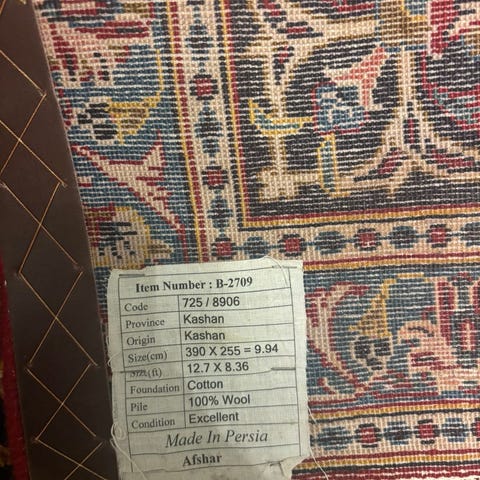 Item Number : B-2709
Code 725 / 8906
Province Kashan
Origin Kashan
Size(cm) 390 X 255 = 9.94
Size(ft) 12.7 X 8.36
Foundation Cotton
Pile 100% Wool
Condition Excellent
Made In Persia
Afshar